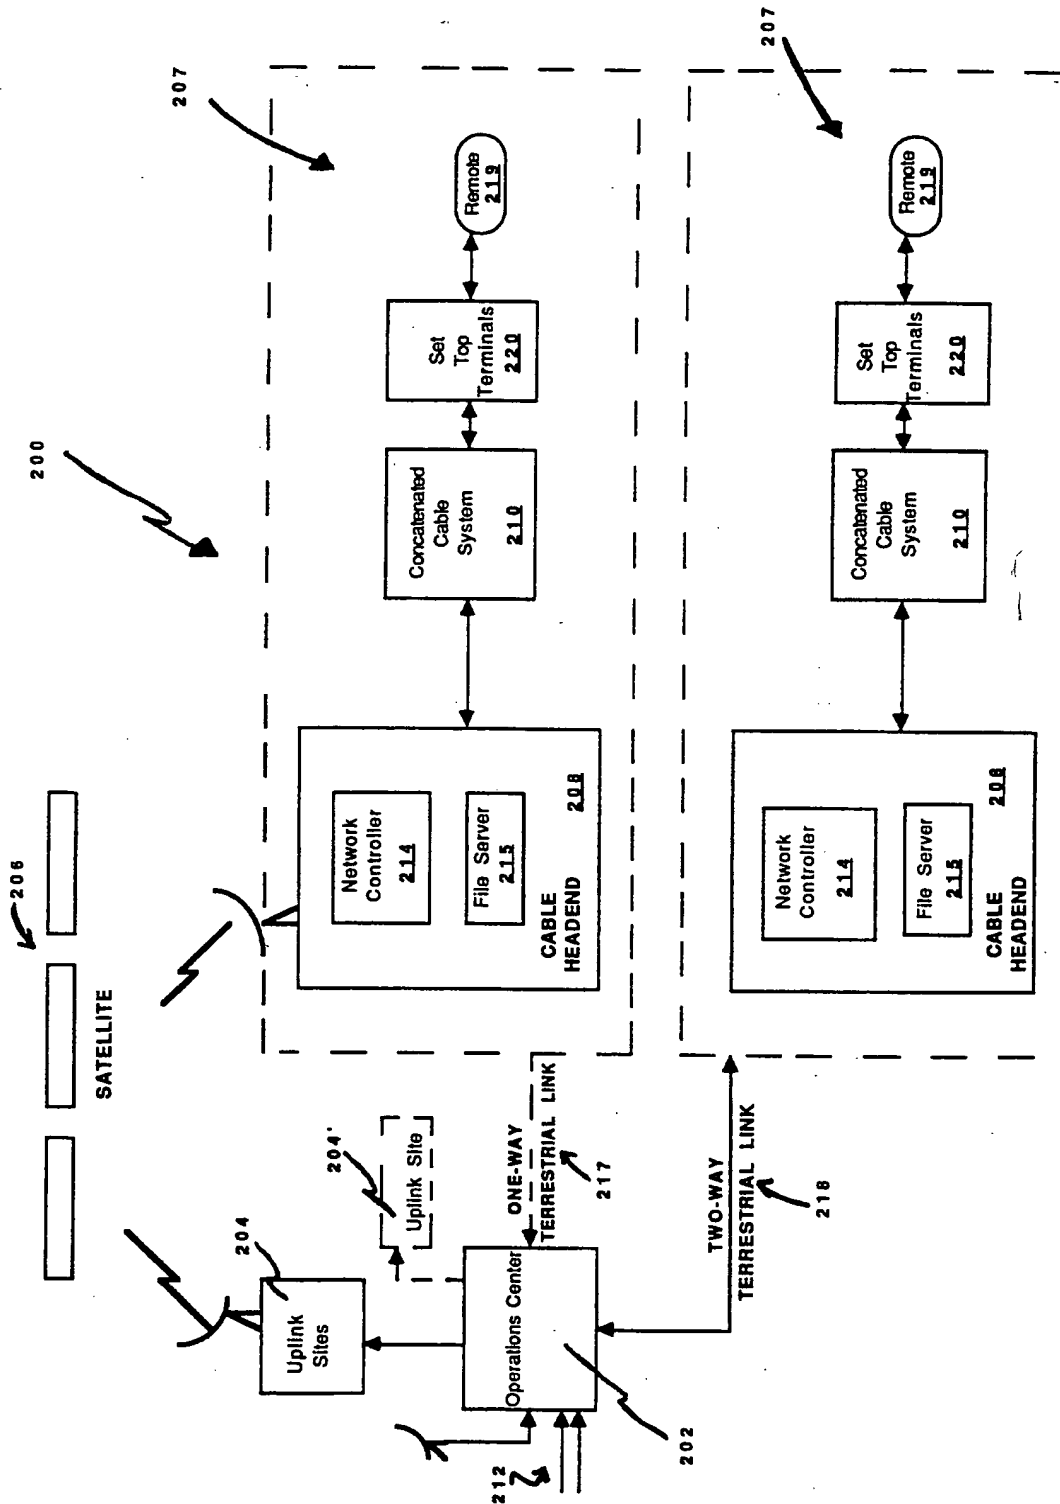 206
SATELLITE
200
207
204
Uplink
Sites
204'
Uplink Site
Operations Center
202
212
ONE-WAY
TERRESTRIAL LINK
217
TWO-WAY
TERRESTRIAL LINK
218
Network
Controller
214
File Server
215
CABLE
HEADEND
208
Concatenated
Cable
System
210
Set
Top
Terminals
220
Remote
219
207
Network
Controller
214
File Server
215
CABLE
HEADEND
208
Concatenated
Cable
System
210
Set
Top
Terminals
220
Remote
219